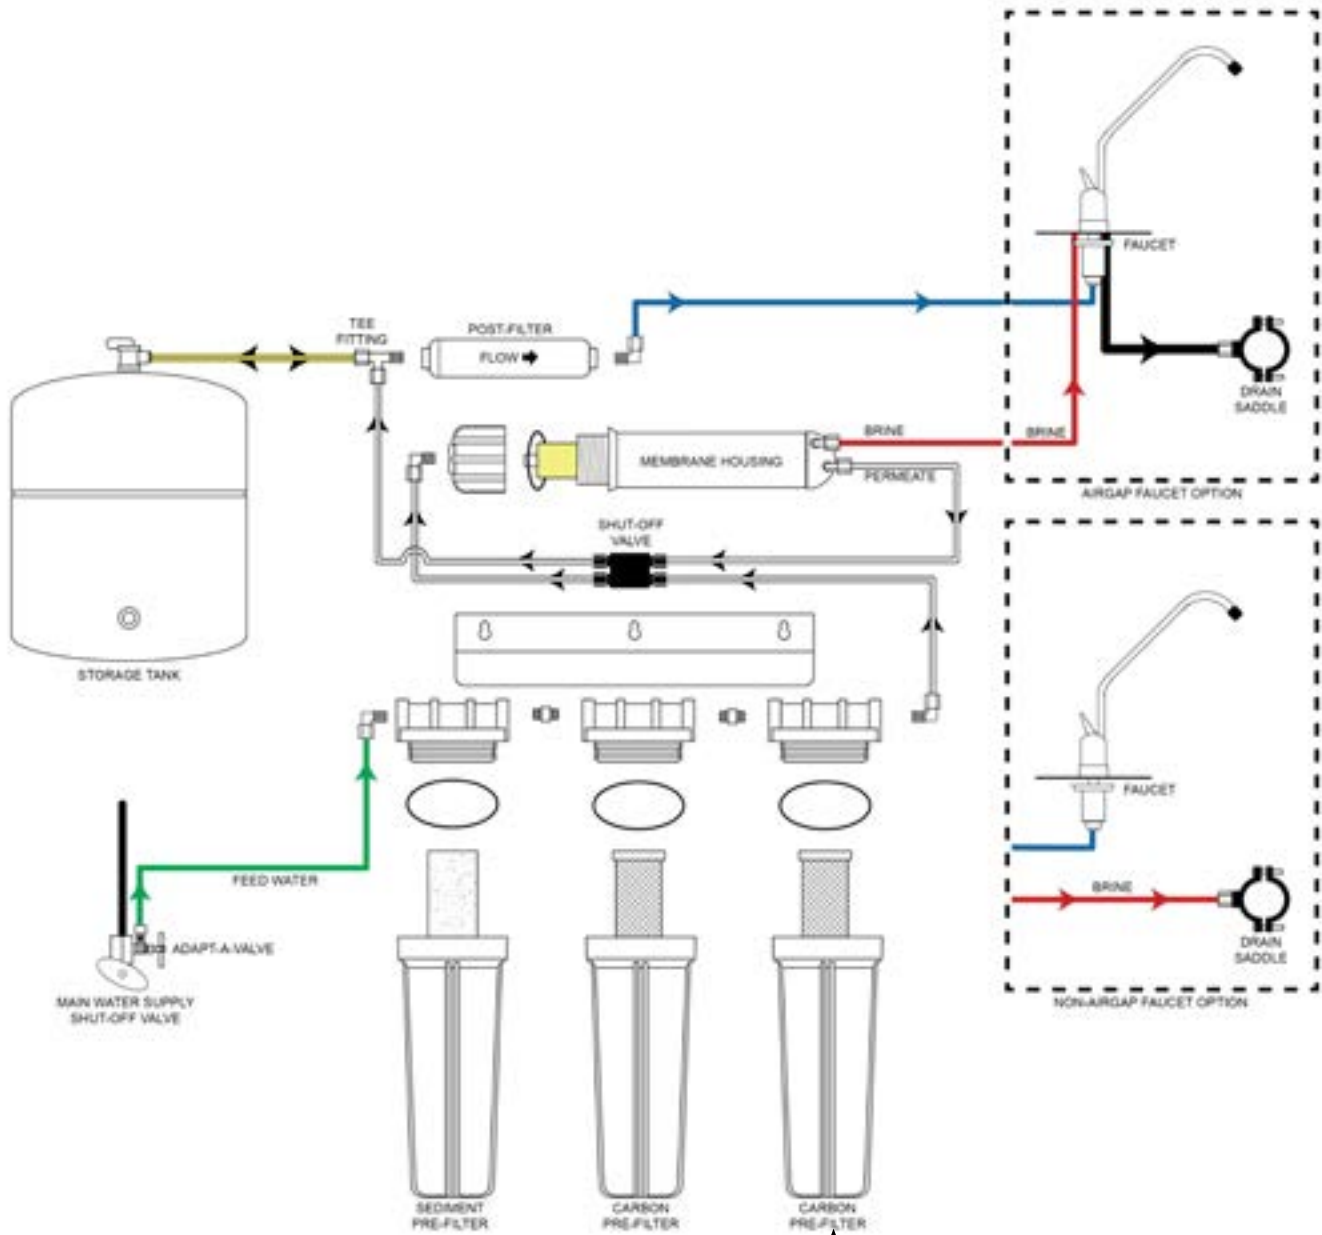 FAUCET
TEE
FITTING
POST-FILTER
FLOW
DRAIN
SADDLE
BRINE
BRINE
MEMBRANE HOUSING
PERMEATE
AIRGAP FAUCET OPTION
SHUT-OFF
VALVE
STORAGE TANK
FAUCET
FEED WATER
BRINE
ADAPT-A-VALVE
DRAIN
SADDLE
MAIN WATER SUPPLY
SHUT-OFF VALVE
NON-AIRGAP FAUCET OPTION
SEDIMENT
PRE-FILTER
CARBON
PRE-FILTER
CARBON
PRE-FILTER